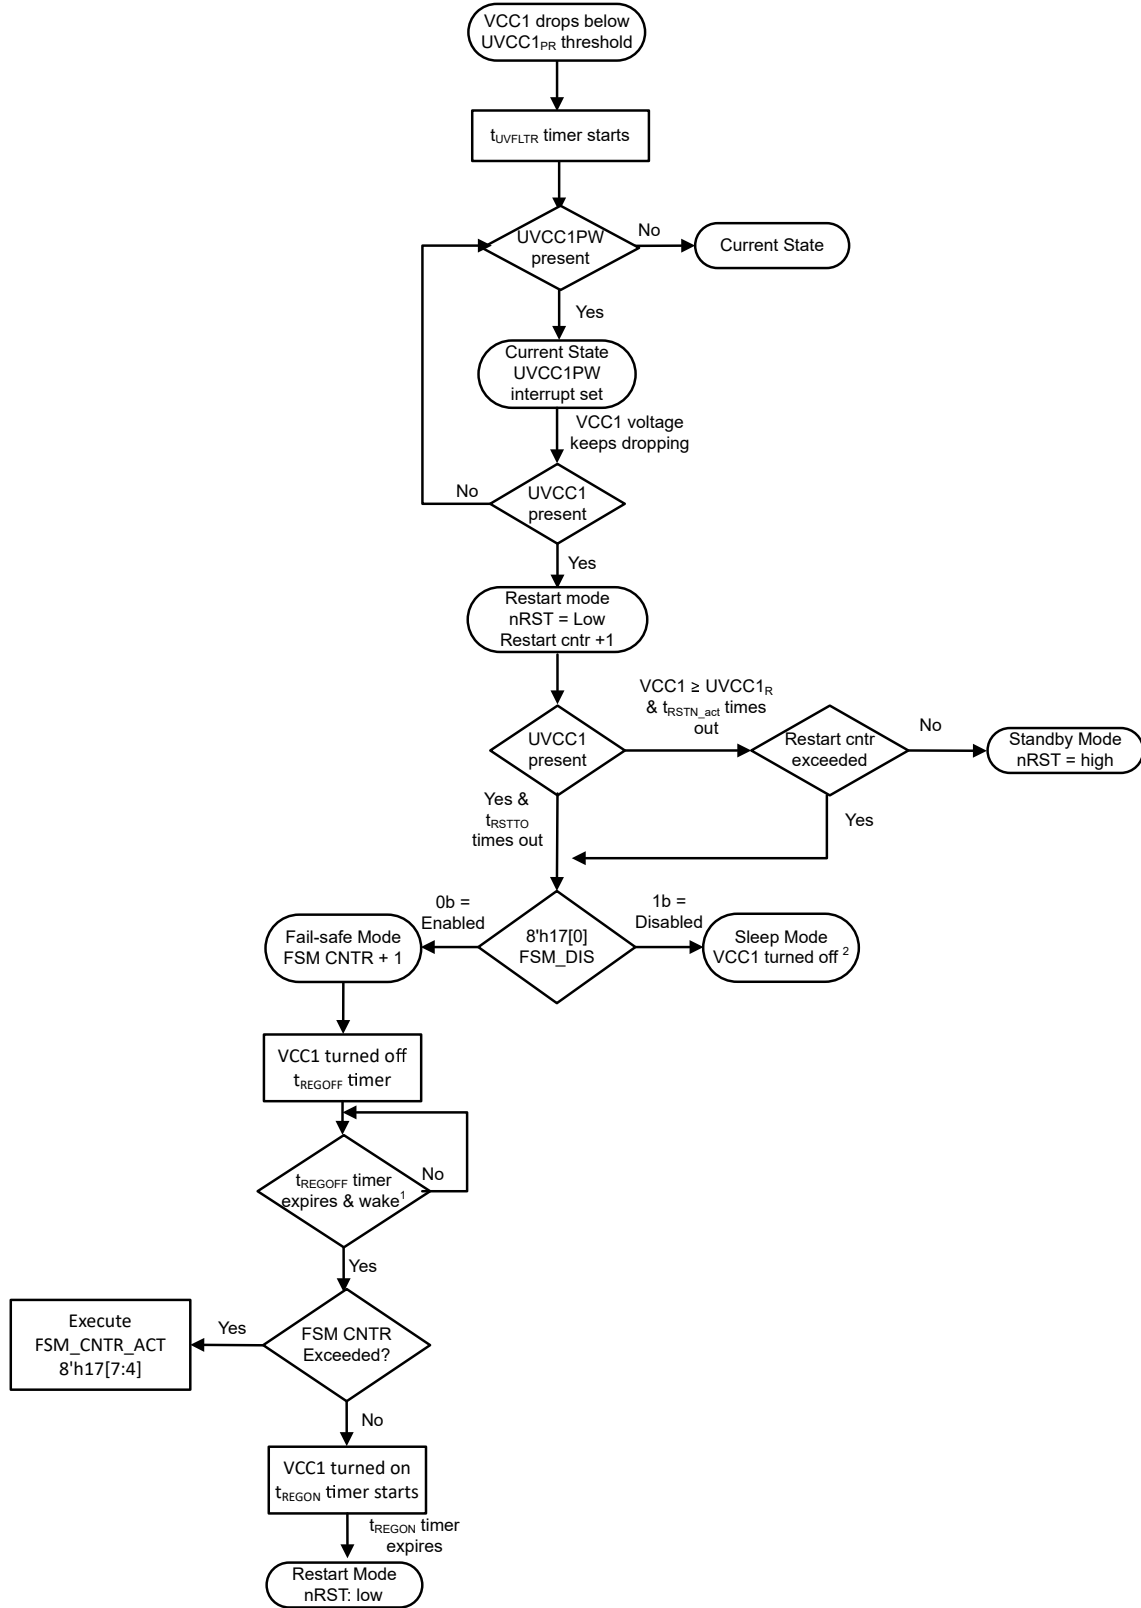 VCC1 drops below
UVCC1PR threshold
tUVFLTR timer starts
UVCC1PW
present
No
Current State
Yes
Current State
UVCC1PW
interrupt set
VCC1 voltage
keeps dropping
No
UVCC1
present
Yes
Restart mode
nRST = Low
Restart cntr +1
VCC1 ≥ UVCC1R
& tRSTN_act times
out
UVCC1
present
Restart cntr
exceeded
No
Standby Mode
nRST = high
Yes &
tRSTTO
times out
Yes
0b =
Enabled
1b =
Disabled
Fail-safe Mode
FSM CNTR + 1
8'h17[0]
FSM_DIS
Sleep Mode
VCC1 turned off 2
VCC1 turned off
tREGOFF timer
No
tREGOFF timer
expires & wake1
Yes
Execute
FSM_CNTR_ACT
8'h17[7:4]
Yes
FSM CNTR
Exceeded?
No
VCC1 turned on
tREGON timer starts
tREGON timer
expires
Restart Mode
nRST: low